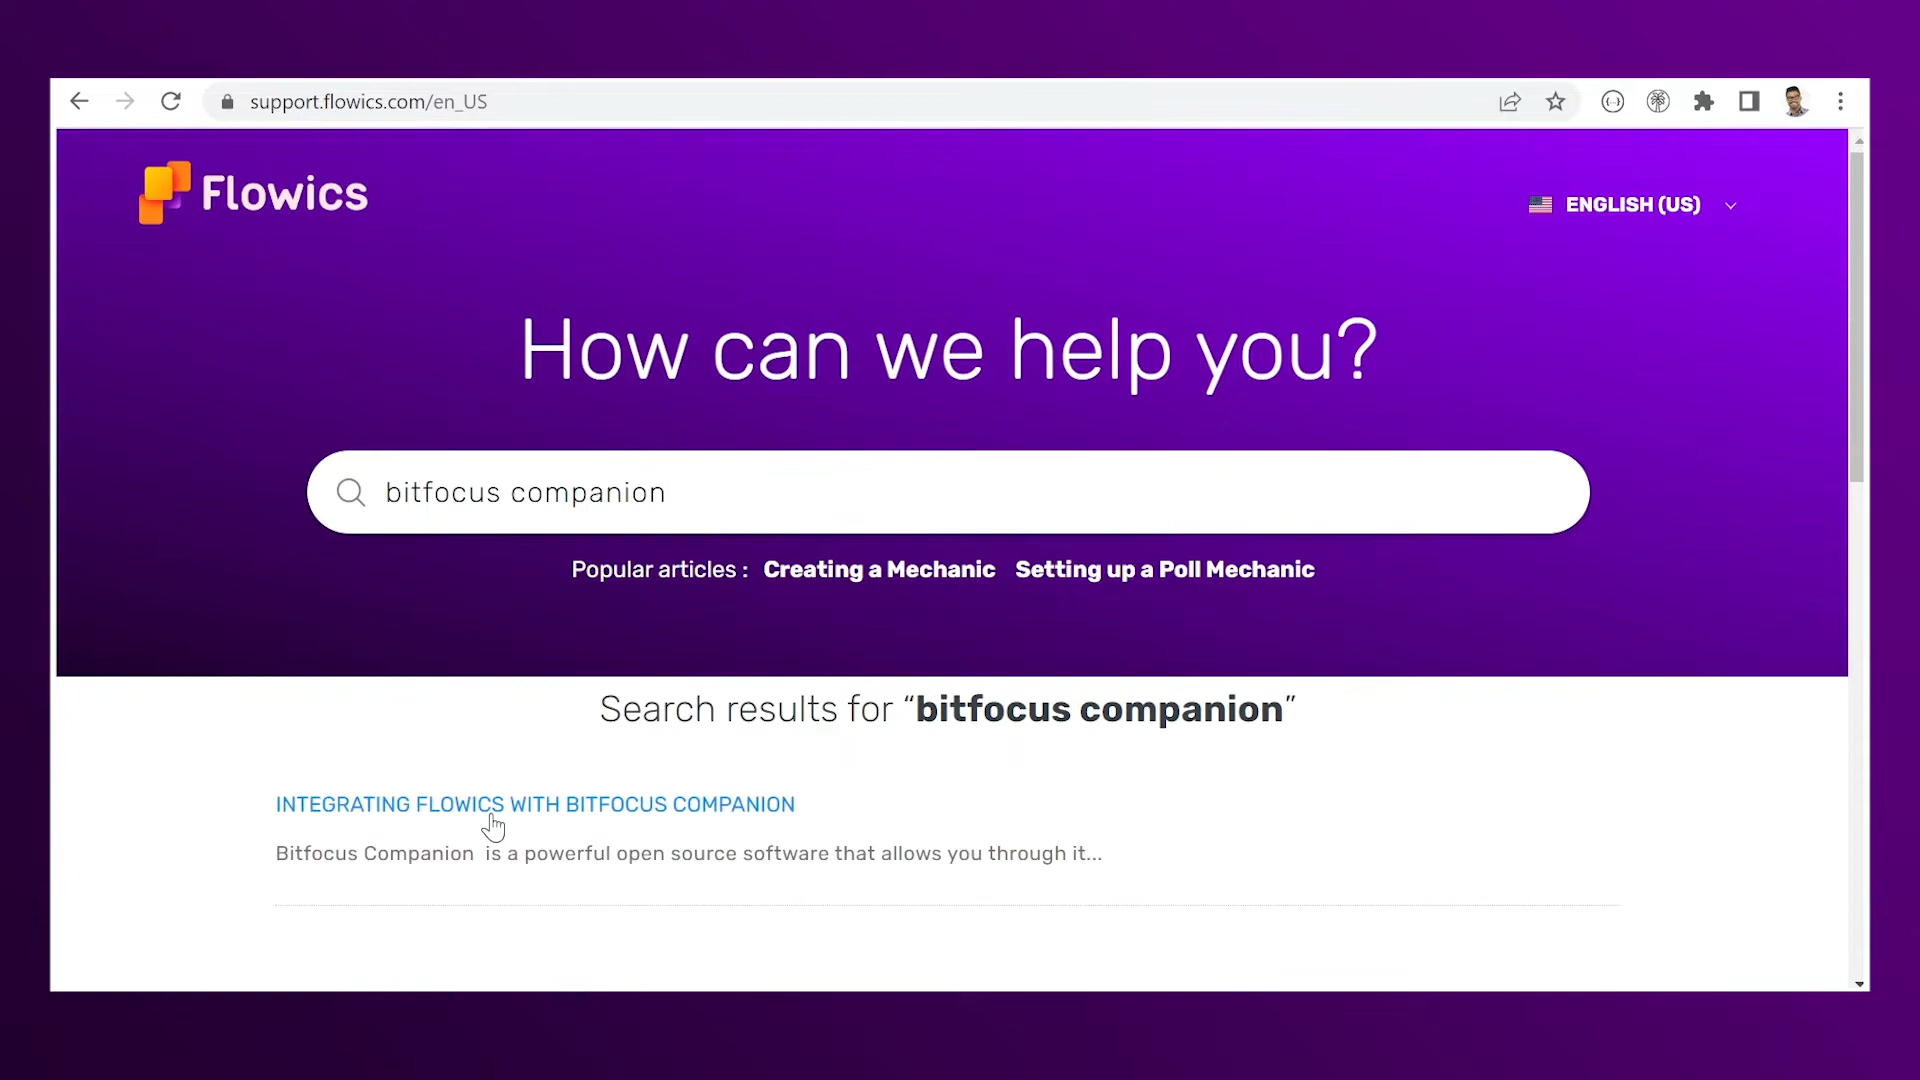 support.flowics.com/en_US
Flowics
ENGLISH (US)
How can we help you?
bitfocus companion
Popular articles : Creating a Mechanic Setting up a Poll Mechanic
Search results for “bitfocus companion”
INTEGRATING FLOWICS WITH BITFOCUS COMPANION
Bitfocus Companion is a powerful open source software that allows you through it...